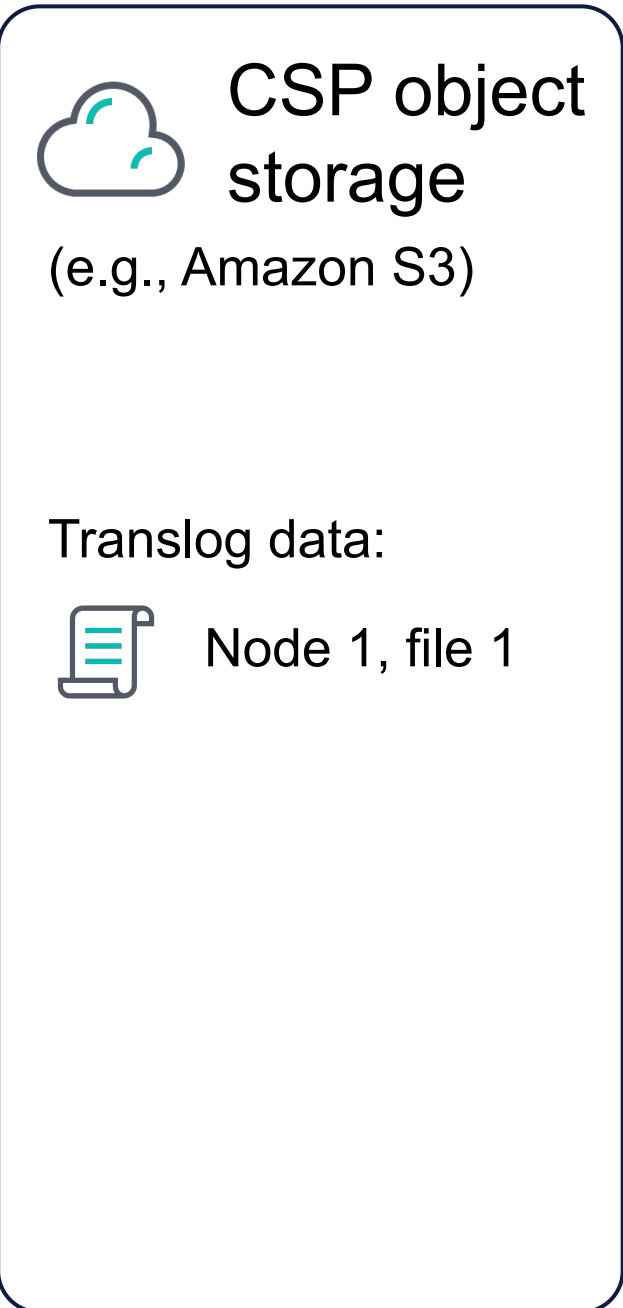 CSP object
storage
(e.g., Amazon S3)
Translog data:
Node 1, file 1